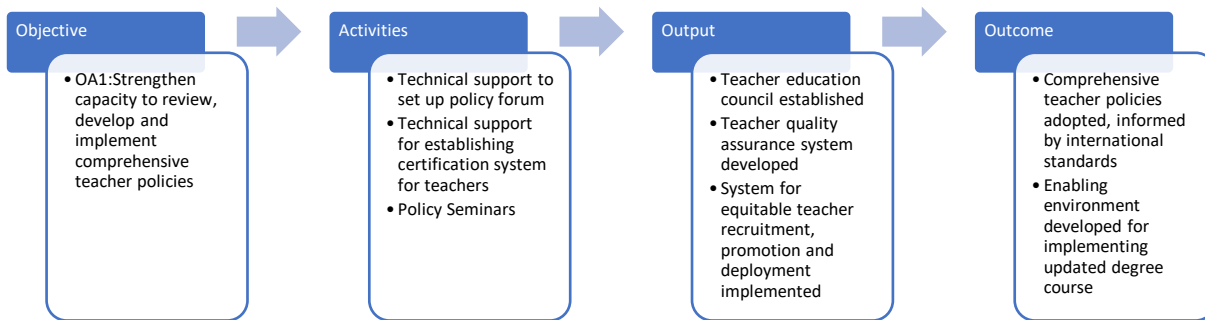 Objective
• OA1:Strengthen
capacity to review,
develop and
implement
comprehensive
teacher policies
Activities
• Technical support to
set up policy forum
• Technical support
for establishing
certification system
for teachers
• Policy Seminars
Output
• Teacher education
council established
• Teacher quality
assurance system
developed
• System for
equitable teacher
recruitment,
promotion and
deployment
implemented
Outcome
• Comprehensive
teacher policies
adopted, informed
by international
standards
• Enabling
environment
developed for
implementing
updated degree
course